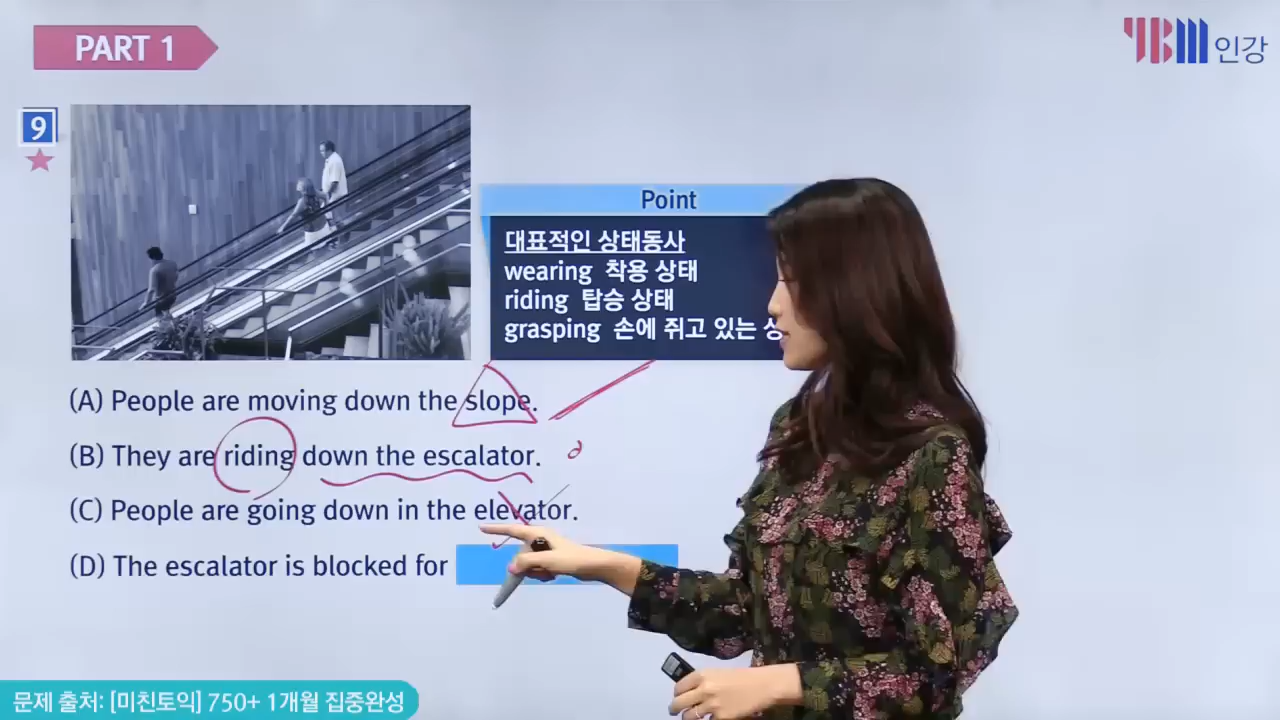 PART 1
YBM 인강
9
Point
대표적인 상태동사
wearing 착용 상태
riding 탑승 상태
grasping 손에 쥐고 있는
(A) People are moving down the slope.
(B) They are riding down the escalator.
(C) People are going down in the elevator.
(D) The escalator is blocked for
문제 출처: [미친토익] 750+ 1개월 집중완성